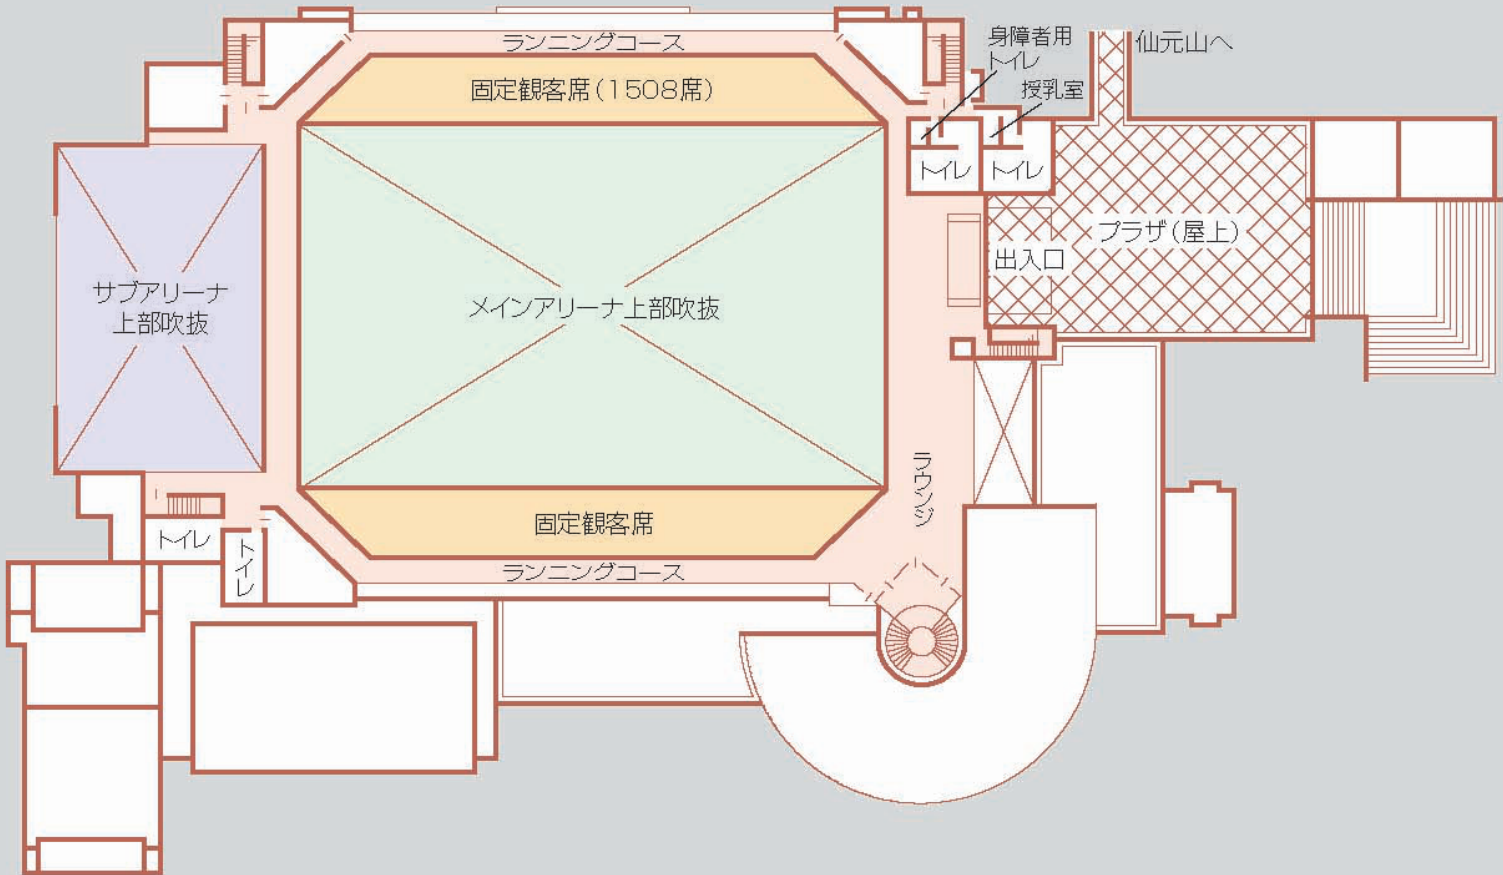 ランニングコース
身障者用
トイレ
仙元山へ
固定観客席（1508席）
授乳室
トイレ
トイレ
プラザ（屋上）
出入口
サブアリーナ
上部吹抜
メインアリーナ上部吹抜
ラウンジ
固定観客席
トイレ
トイレ
ランニングコース